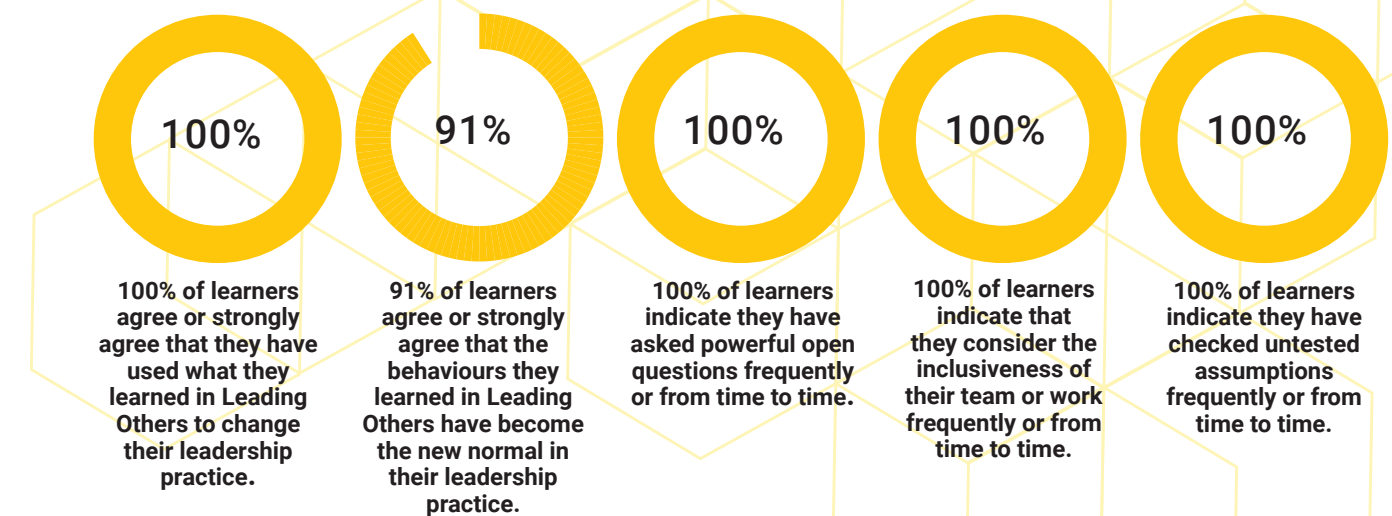 100%
100% of learners
agree or strongly
agree that they have
used what they
learned in Leading
Others to change
their leadership
practice.
91%
91% of learners
agree or strongly
agree that the
behaviours they
learned in Leading
Others have become
the new normal in
their leadership
practice.
100%
100% of learners
indicate they have
asked powerful open
questions frequently
or from time to time.
100%
100% of learners
indicate that
they consider the
inclusiveness of
their team or work
frequently or from
time to time.
100%
100% of learners
indicate they have
checked untested
assumptions
frequently or from
time to time.